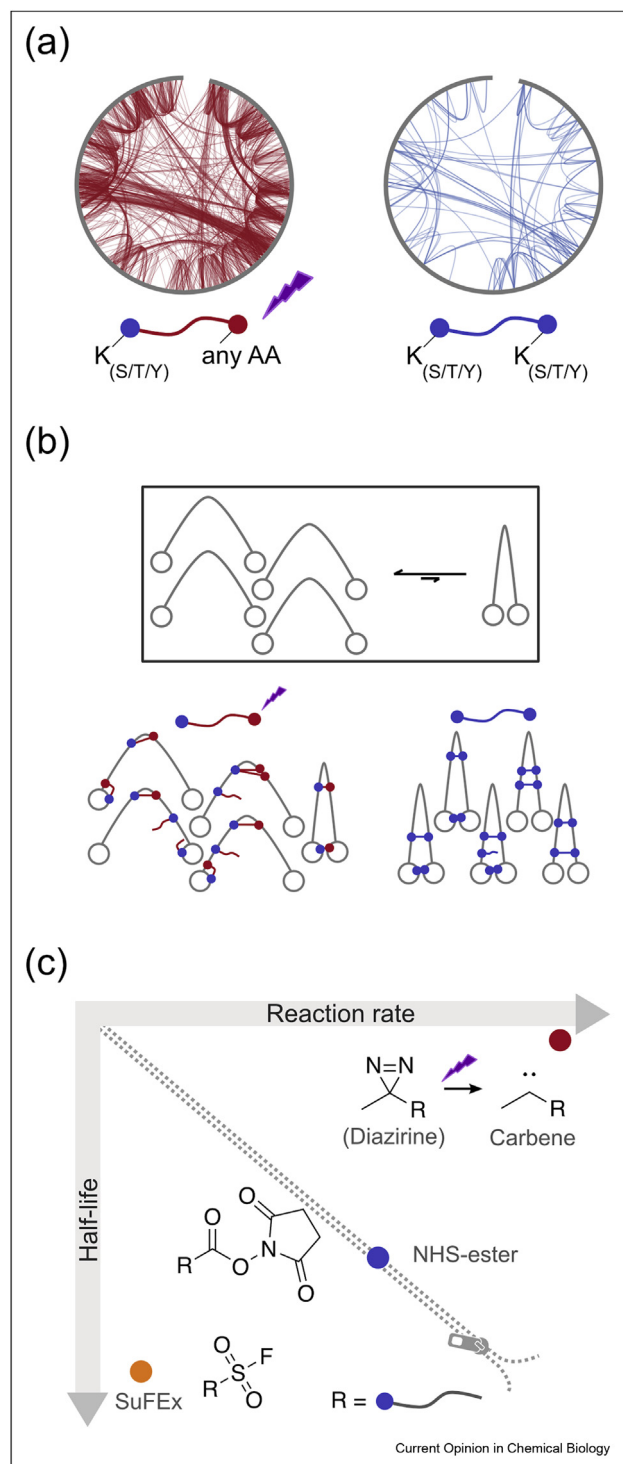 (a)
K(S/T/Y)
any AA
K(S/T/Y)
K(S/T/Y)
(b)
(c)
Reaction rate
Half-life
N=N
R
(Diazirine)
R
Carbene
O
O
R
O
N
O
NHS-ester
O
F
S
R
O
SuFEx
R =
Current Opinion in Chemical Biology